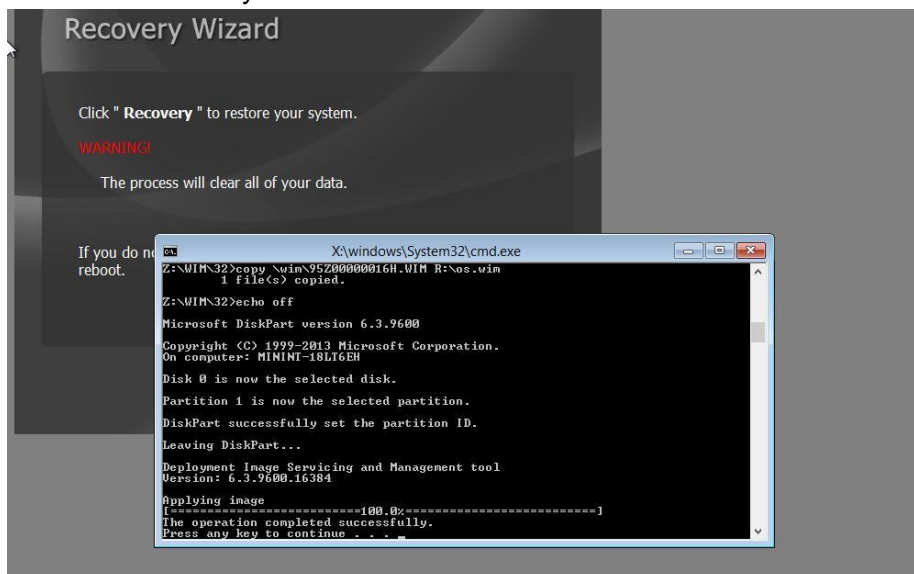 Recovery Wizard
Click " Recovery " to restore your system.
WARNING!
The process will clear all of your data.
If you do
reboot.
X:\windows\System32\cmd.exe
Z:\WIM\32>copy \wim\95Z00000016H.WIM R:\os.wim
1 file(s) copied.
Z:\WIM\32>echo off
Microsoft DiskPart version 6.3.9600
Copyright (C) 1999-2013 Microsoft Corporation.
On computer: MININT-18LT6EH
Disk 0 is now the selected disk.
Partition 1 is now the selected partition.
DiskPart successfully set the partition ID.
Leaving DiskPart...
Deployment Image Servicing and Management tool
Version: 6.3.9600.16384
Applying image
[==========================100.0%==========================]
The operation completed successfully.
Press any key to continue . . .